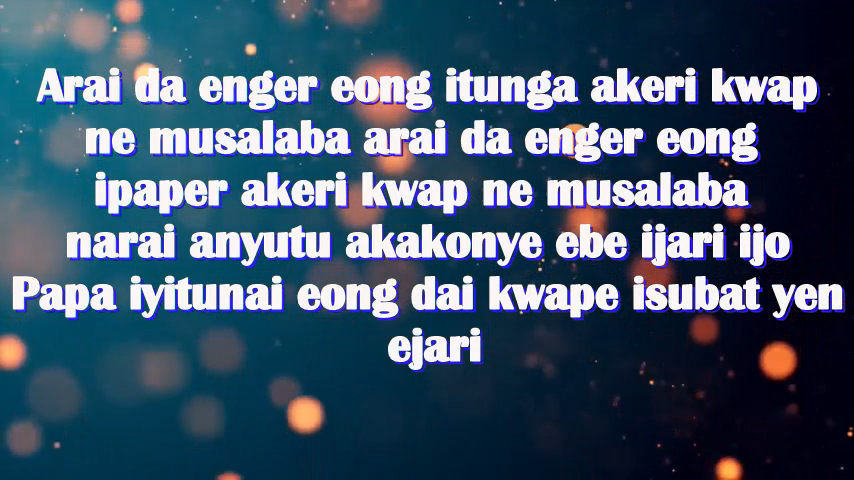 Arai da enger eong itunga akeri kwap
ne musalaba arai da enger eong
ipaper akeri kwap ne musalaba
narai anyutu akakonye ebe ijari ijo
Papa iyitunai eong dai kwape isubat yen
ejari